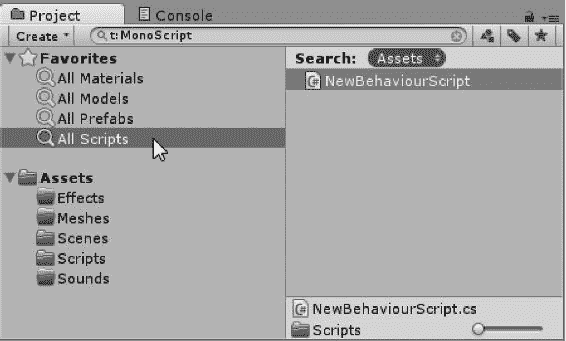 Project
Console
Create
t:MonoScript
Favorites
All Materials
All Models
All Prefabs
All Scripts
Assets
Effects
Meshes
Scenes
Scripts
Sounds
Search: Assets
C# NewBehaviourScript
C# NewBehaviourScript.cs
Scripts